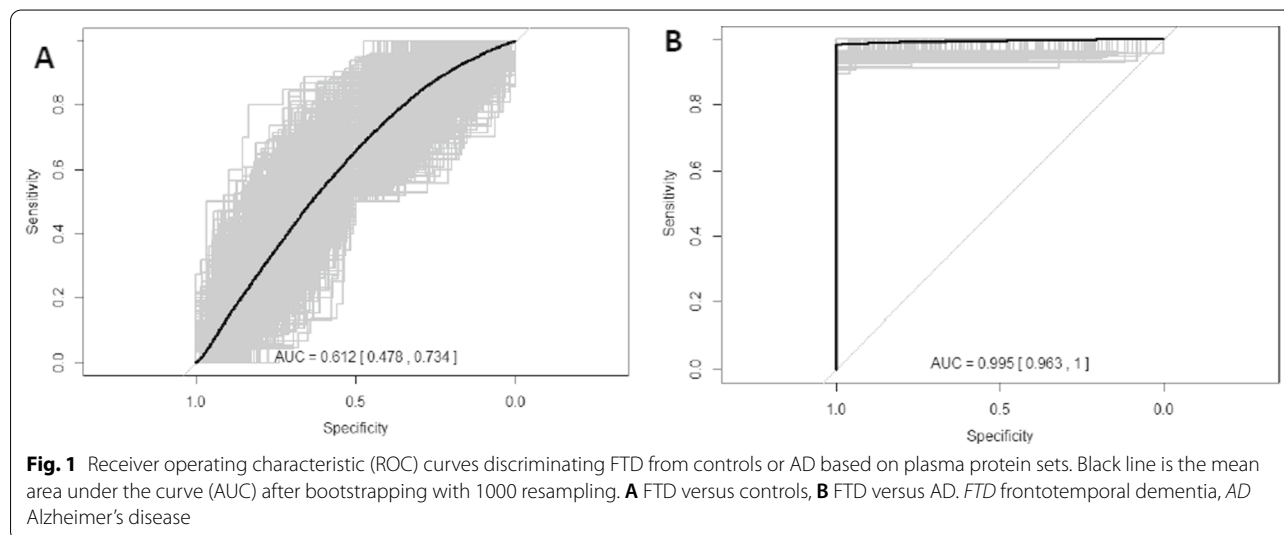 A
Sensitivity
0.0
0.2
0.4
0.6
0.8
AUC = 0.612 [ 0.478 , 0.734 ]
1.0
0.5
0.0
Specificity
B
Sensitivity
0.0
0.2
0.4
0.6
0.8
AUC = 0.995 [ 0.963 , 1 ]
1.0
0.5
0.0
Specificity
Fig. 1 Receiver operating characteristic (ROC) curves discriminating FTD from controls or AD based on plasma protein sets. Black line is the mean
area under the curve (AUC) after bootstrapping with 1000 resampling. A FTD versus controls, B FTD versus AD. FTD frontotemporal dementia, AD
Alzheimer's disease